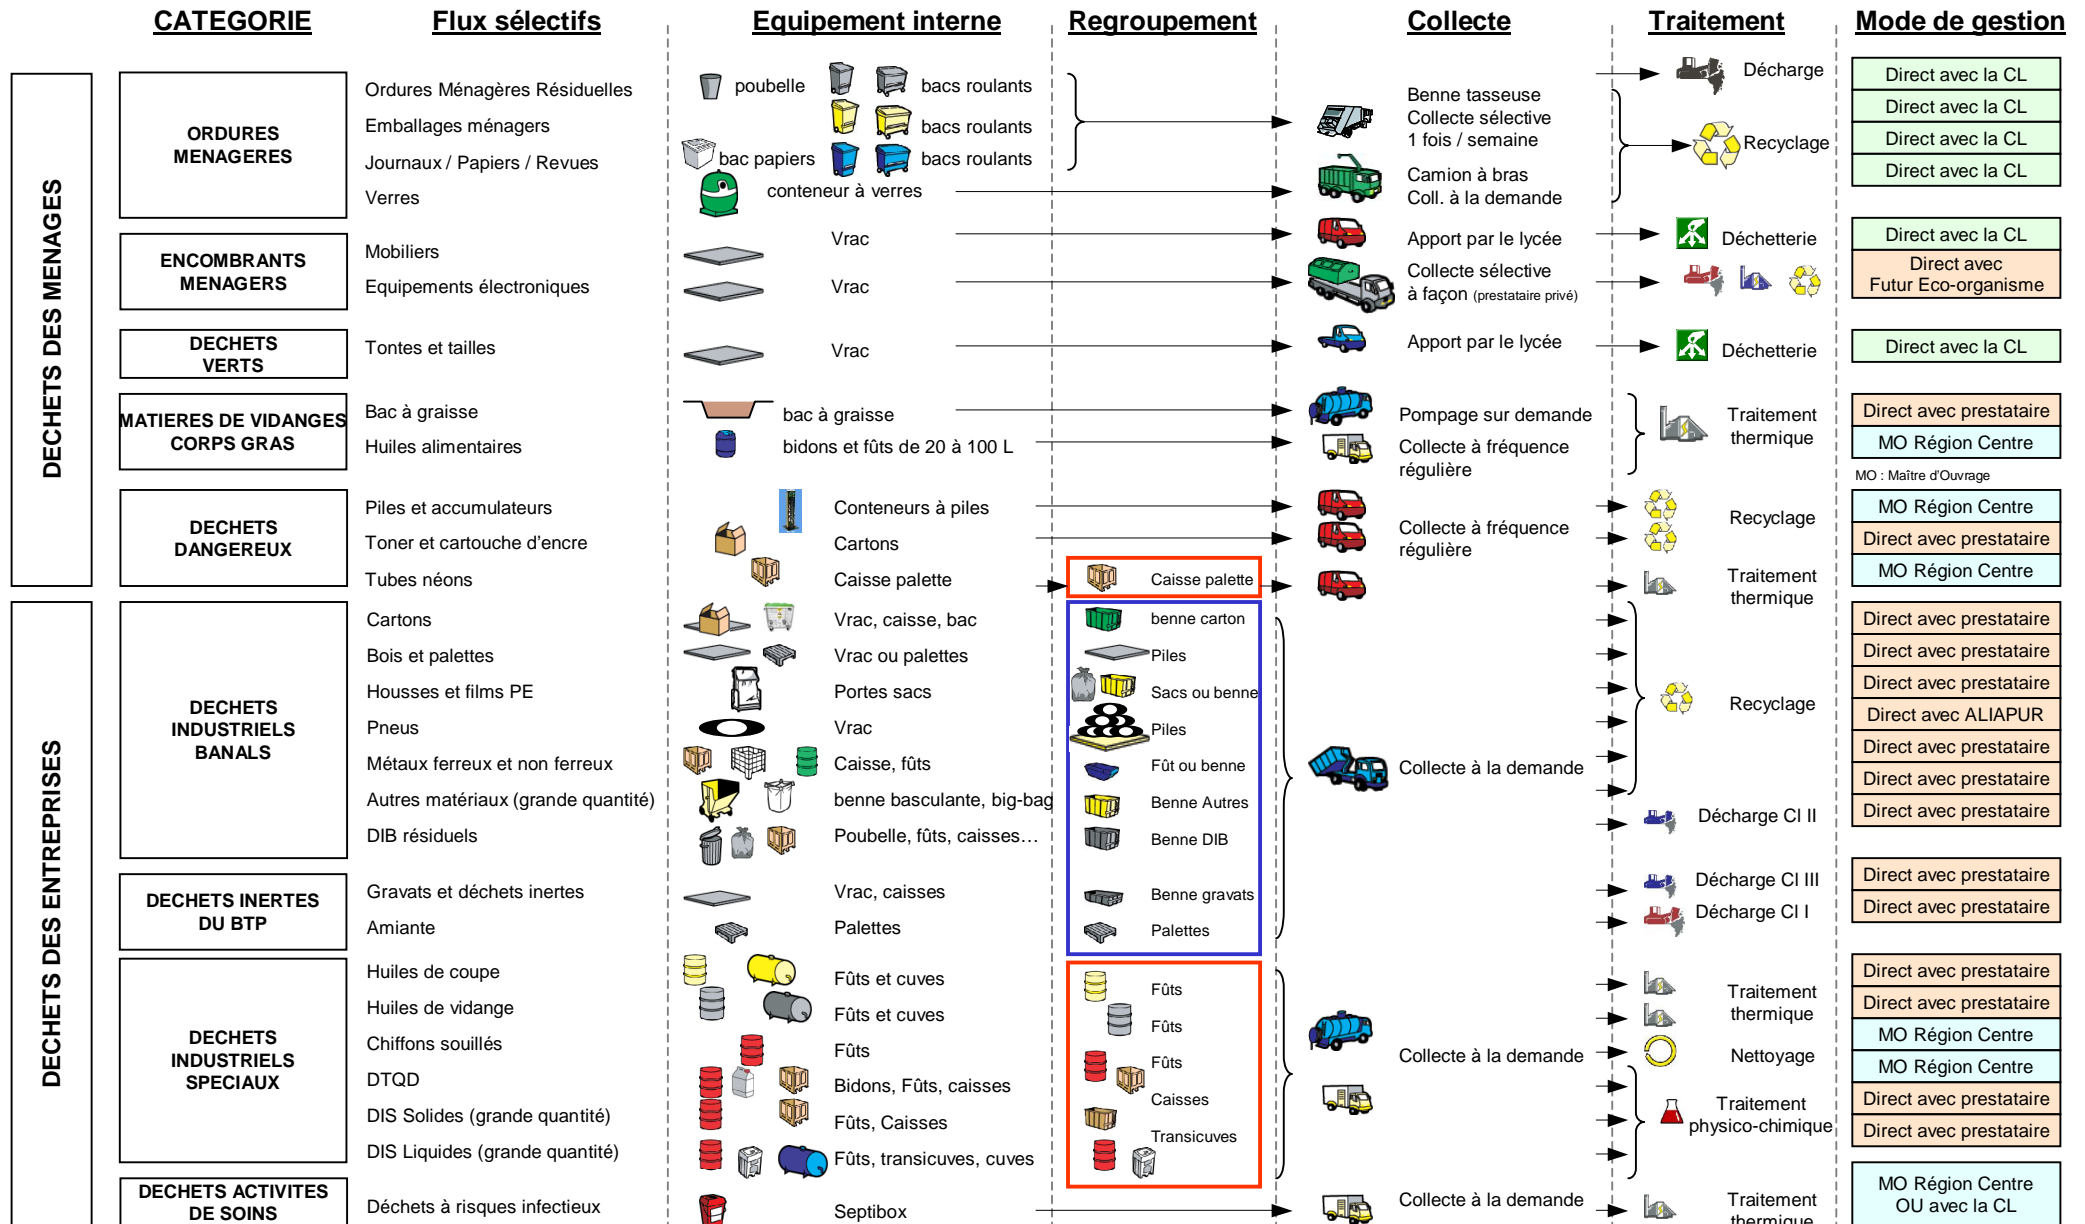 CATEGORIE
Flux sélectifs
Equipement interne
Regroupement
Collecte
Traitement
Mode de gestion
DECHETS DES MENAGES
ORDURES
MENAGERES
Ordures Ménagères Résiduelles
Emballages ménagers
Journaux / Papiers / Revues
Verres
poubelle
bacs roulants
bacs roulants
bac papiers
bacs roulants
conteneur à verres
Benne tasseuse
Collecte sélective
1 fois / semaine
Camion à bras
Coll. à la demande
Décharge
Recyclage
Direct avec la CL
Direct avec la CL
Direct avec la CL
Direct avec la CL
ENCOMBRANTS
MENAGERS
Mobiliers
Equipements électroniques
Vrac
Vrac
Apport par le lycée
Collecte sélective
à façon (prestataire privé)
Déchetterie
Direct avec la CL
Direct avec
Futur Eco-organisme
DECHETS
VERTS
Tontes et tailles
Vrac
Apport par le lycée
Déchetterie
Direct avec la CL
MATIERES DE VIDANGES
CORPS GRAS
Bac à graisse
Huiles alimentaires
bac à graisse
bidons et fûts de 20 à 100 L
Pompage sur demande
Collecte à fréquence
régulière
Traitement
thermique
Direct avec prestataire
MO Région Centre
MO : Maître d'Ouvrage
DECHETS
DANGEREUX
Piles et accumulateurs
Toner et cartouche d'encre
Tubes néons
Conteneurs à piles
Cartons
Caisse palette
Caisse palette
Collecte à fréquence
régulière
Recyclage
Traitement
thermique
MO Région Centre
Direct avec prestataire
MO Région Centre
DECHETS DES ENTREPRISES
DECHETS
INDUSTRIELS
BANALS
Cartons
Bois et palettes
Housses et films PE
Pneus
Métaux ferreux et non ferreux
Autres matériaux (grande quantité)
DIB résiduels
Vrac, caisse, bac
Vrac ou palettes
Portes sacs
Vrac
Caisse, fûts
benne basculante, big-bag
Poubelle, fûts, caisses…
benne carton
Piles
Sacs ou benne
Piles
Fût ou benne
Benne Autres
Benne DIB
Collecte à la demande
Recyclage
Décharge Cl II
Direct avec prestataire
Direct avec prestataire
Direct avec prestataire
Direct avec ALIAPUR
Direct avec prestataire
Direct avec prestataire
Direct avec prestataire
DECHETS INERTES
DU BTP
Gravats et déchets inertes
Amiante
Vrac, caisses
Palettes
Benne gravats
Palettes
Décharge Cl III
Décharge Cl I
Direct avec prestataire
Direct avec prestataire
DECHETS
INDUSTRIELS
SPECIAUX
Huiles de coupe
Huiles de vidange
Chiffons souillés
DTQD
DIS Solides (grande quantité)
DIS Liquides (grande quantité)
Fûts et cuves
Fûts et cuves
Fûts
Bidons, Fûts, caisses
Fûts, Caisses
Fûts, transicuves, cuves
Fûts
Fûts
Fûts
Caisses
Transicuves
Collecte à la demande
Traitement
thermique
Nettoyage
Traitement
physico-chimique
Direct avec prestataire
Direct avec prestataire
MO Région Centre
MO Région Centre
Direct avec prestataire
Direct avec prestataire
DECHETS ACTIVITES
DE SOINS
Déchets à risques infectieux
Septibox
Collecte à la demande
Traitement
thermique
MO Région Centre
OU avec la CL